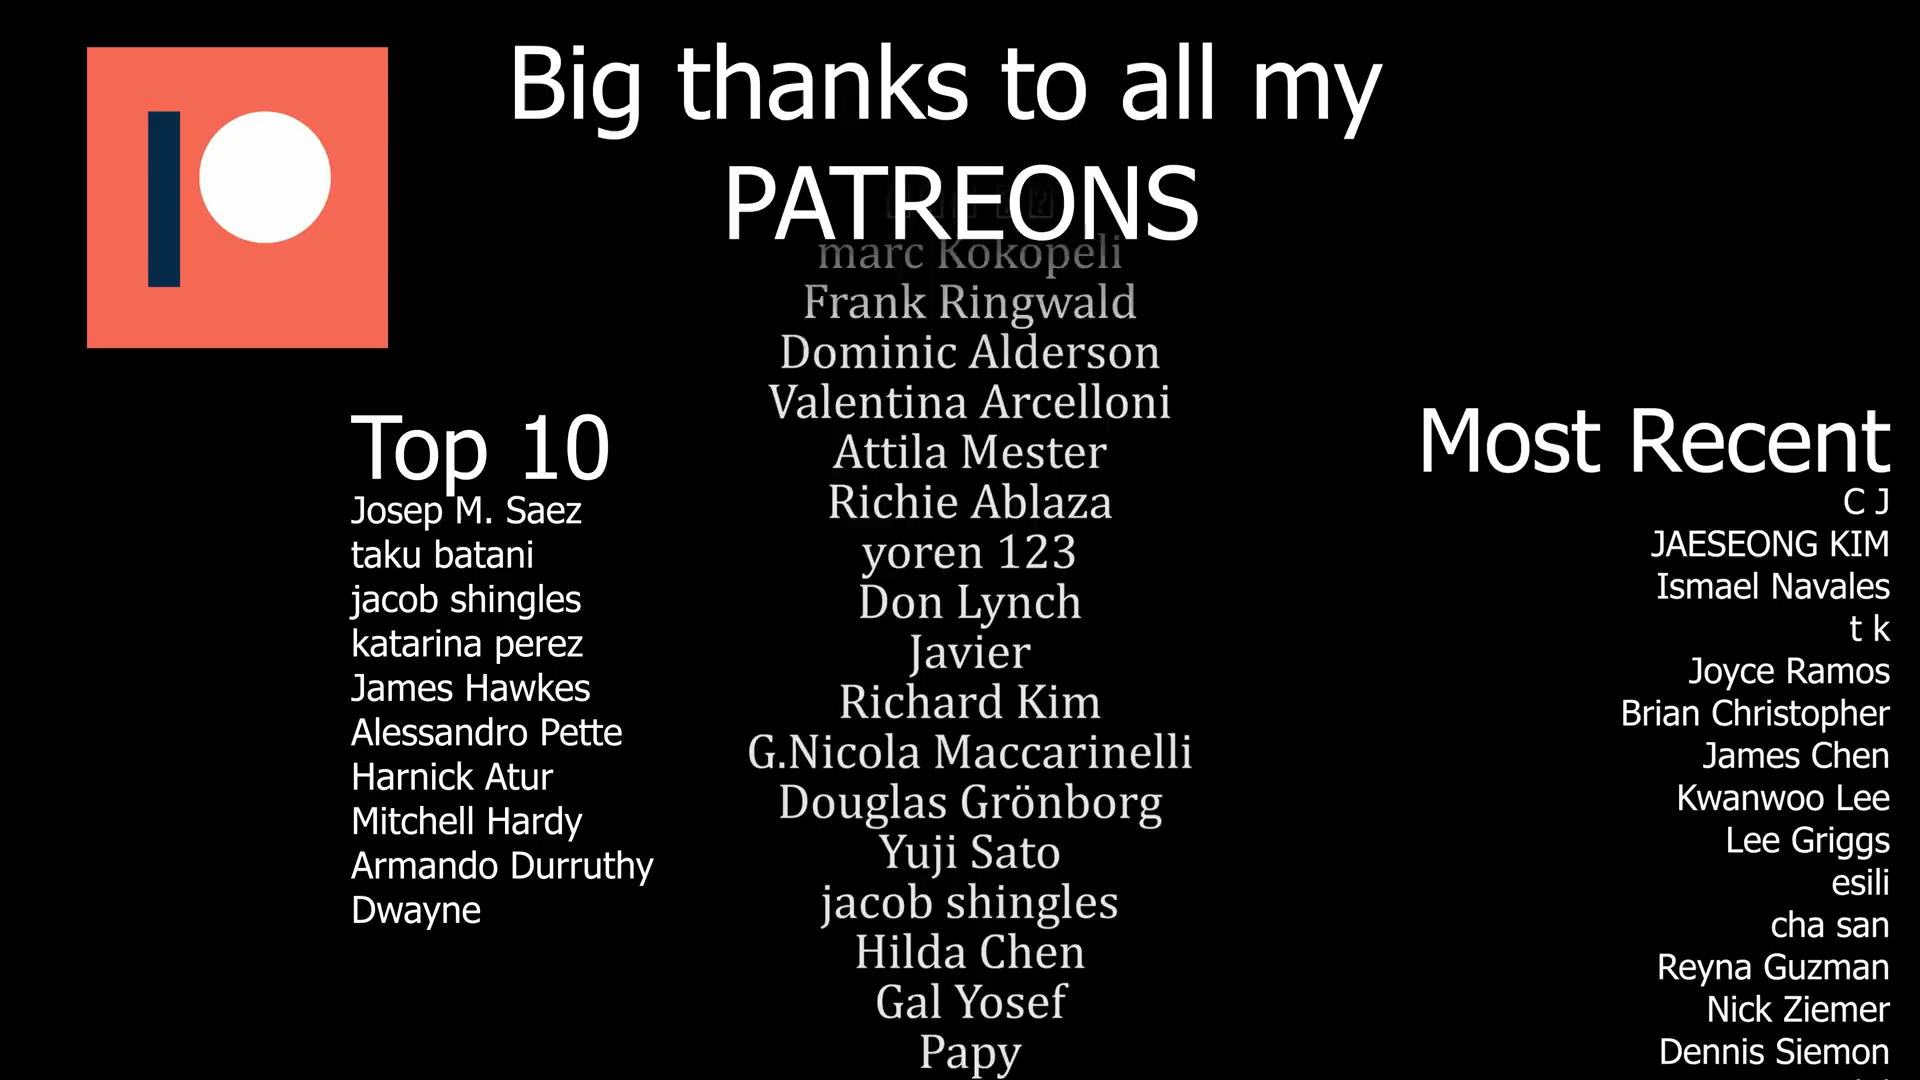 Big thanks to all my
PATREONS
marc Kokopeli
Frank Ringwald
Dominic Alderson
Valentina Arcelloni
Attila Mester
Richie Ablaza
yoren 123
Don Lynch
Javier
Richard Kim
G.Nicola Maccarinelli
Douglas Grönborg
Yuji Sato
jacob shingles
Hilda Chen
Gal Yosef
Papy
Top 10
Josep M. Saez
taku batani
jacob shingles
katarina perez
James Hawkes
Alessandro Pette
Harnick Atur
Mitchell Hardy
Armando Durruthy
Dwayne
Most Recent
C J
JAESEONG KIM
Ismael Navales
t k
Joyce Ramos
Brian Christopher
James Chen
Kwanwoo Lee
Lee Griggs
esili
cha san
Reyna Guzman
Nick Ziemer
Dennis Siemon